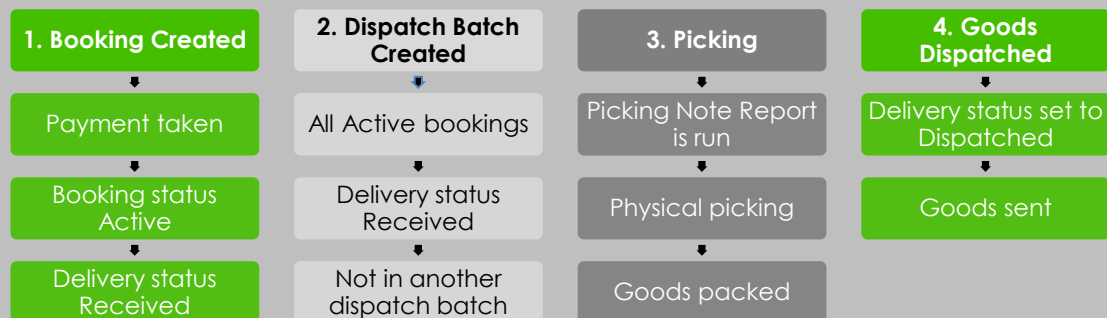 1. Booking Created
Payment taken
Booking status
Active
Delivery status
Received
2. Dispatch Batch
Created
All Active bookings
Delivery status
Received
Not in another
dispatch batch
3. Picking
Picking Note Report
is run
Physical picking
Goods packed
4. Goods
Dispatched
Delivery status set to
Dispatched
Goods sent